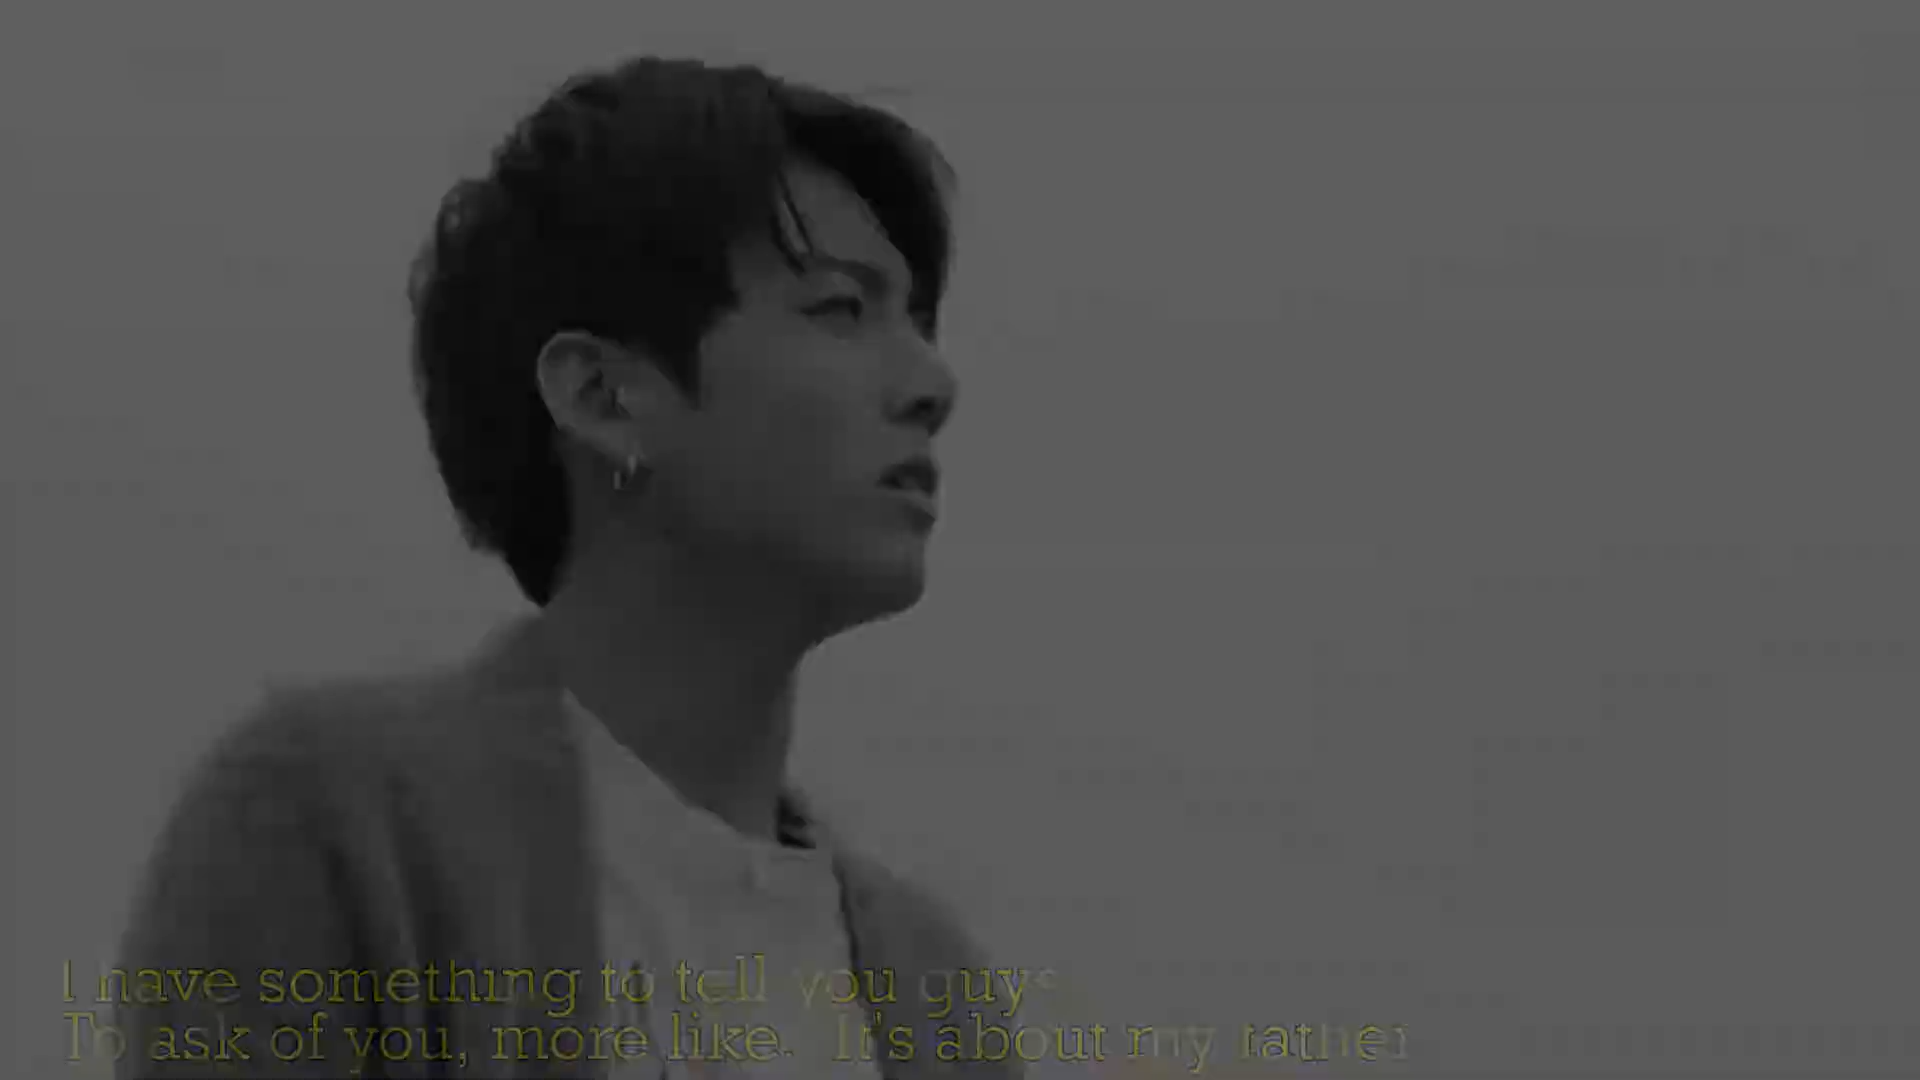 I have something to tell you guys
To ask of you, more like. It's about my father